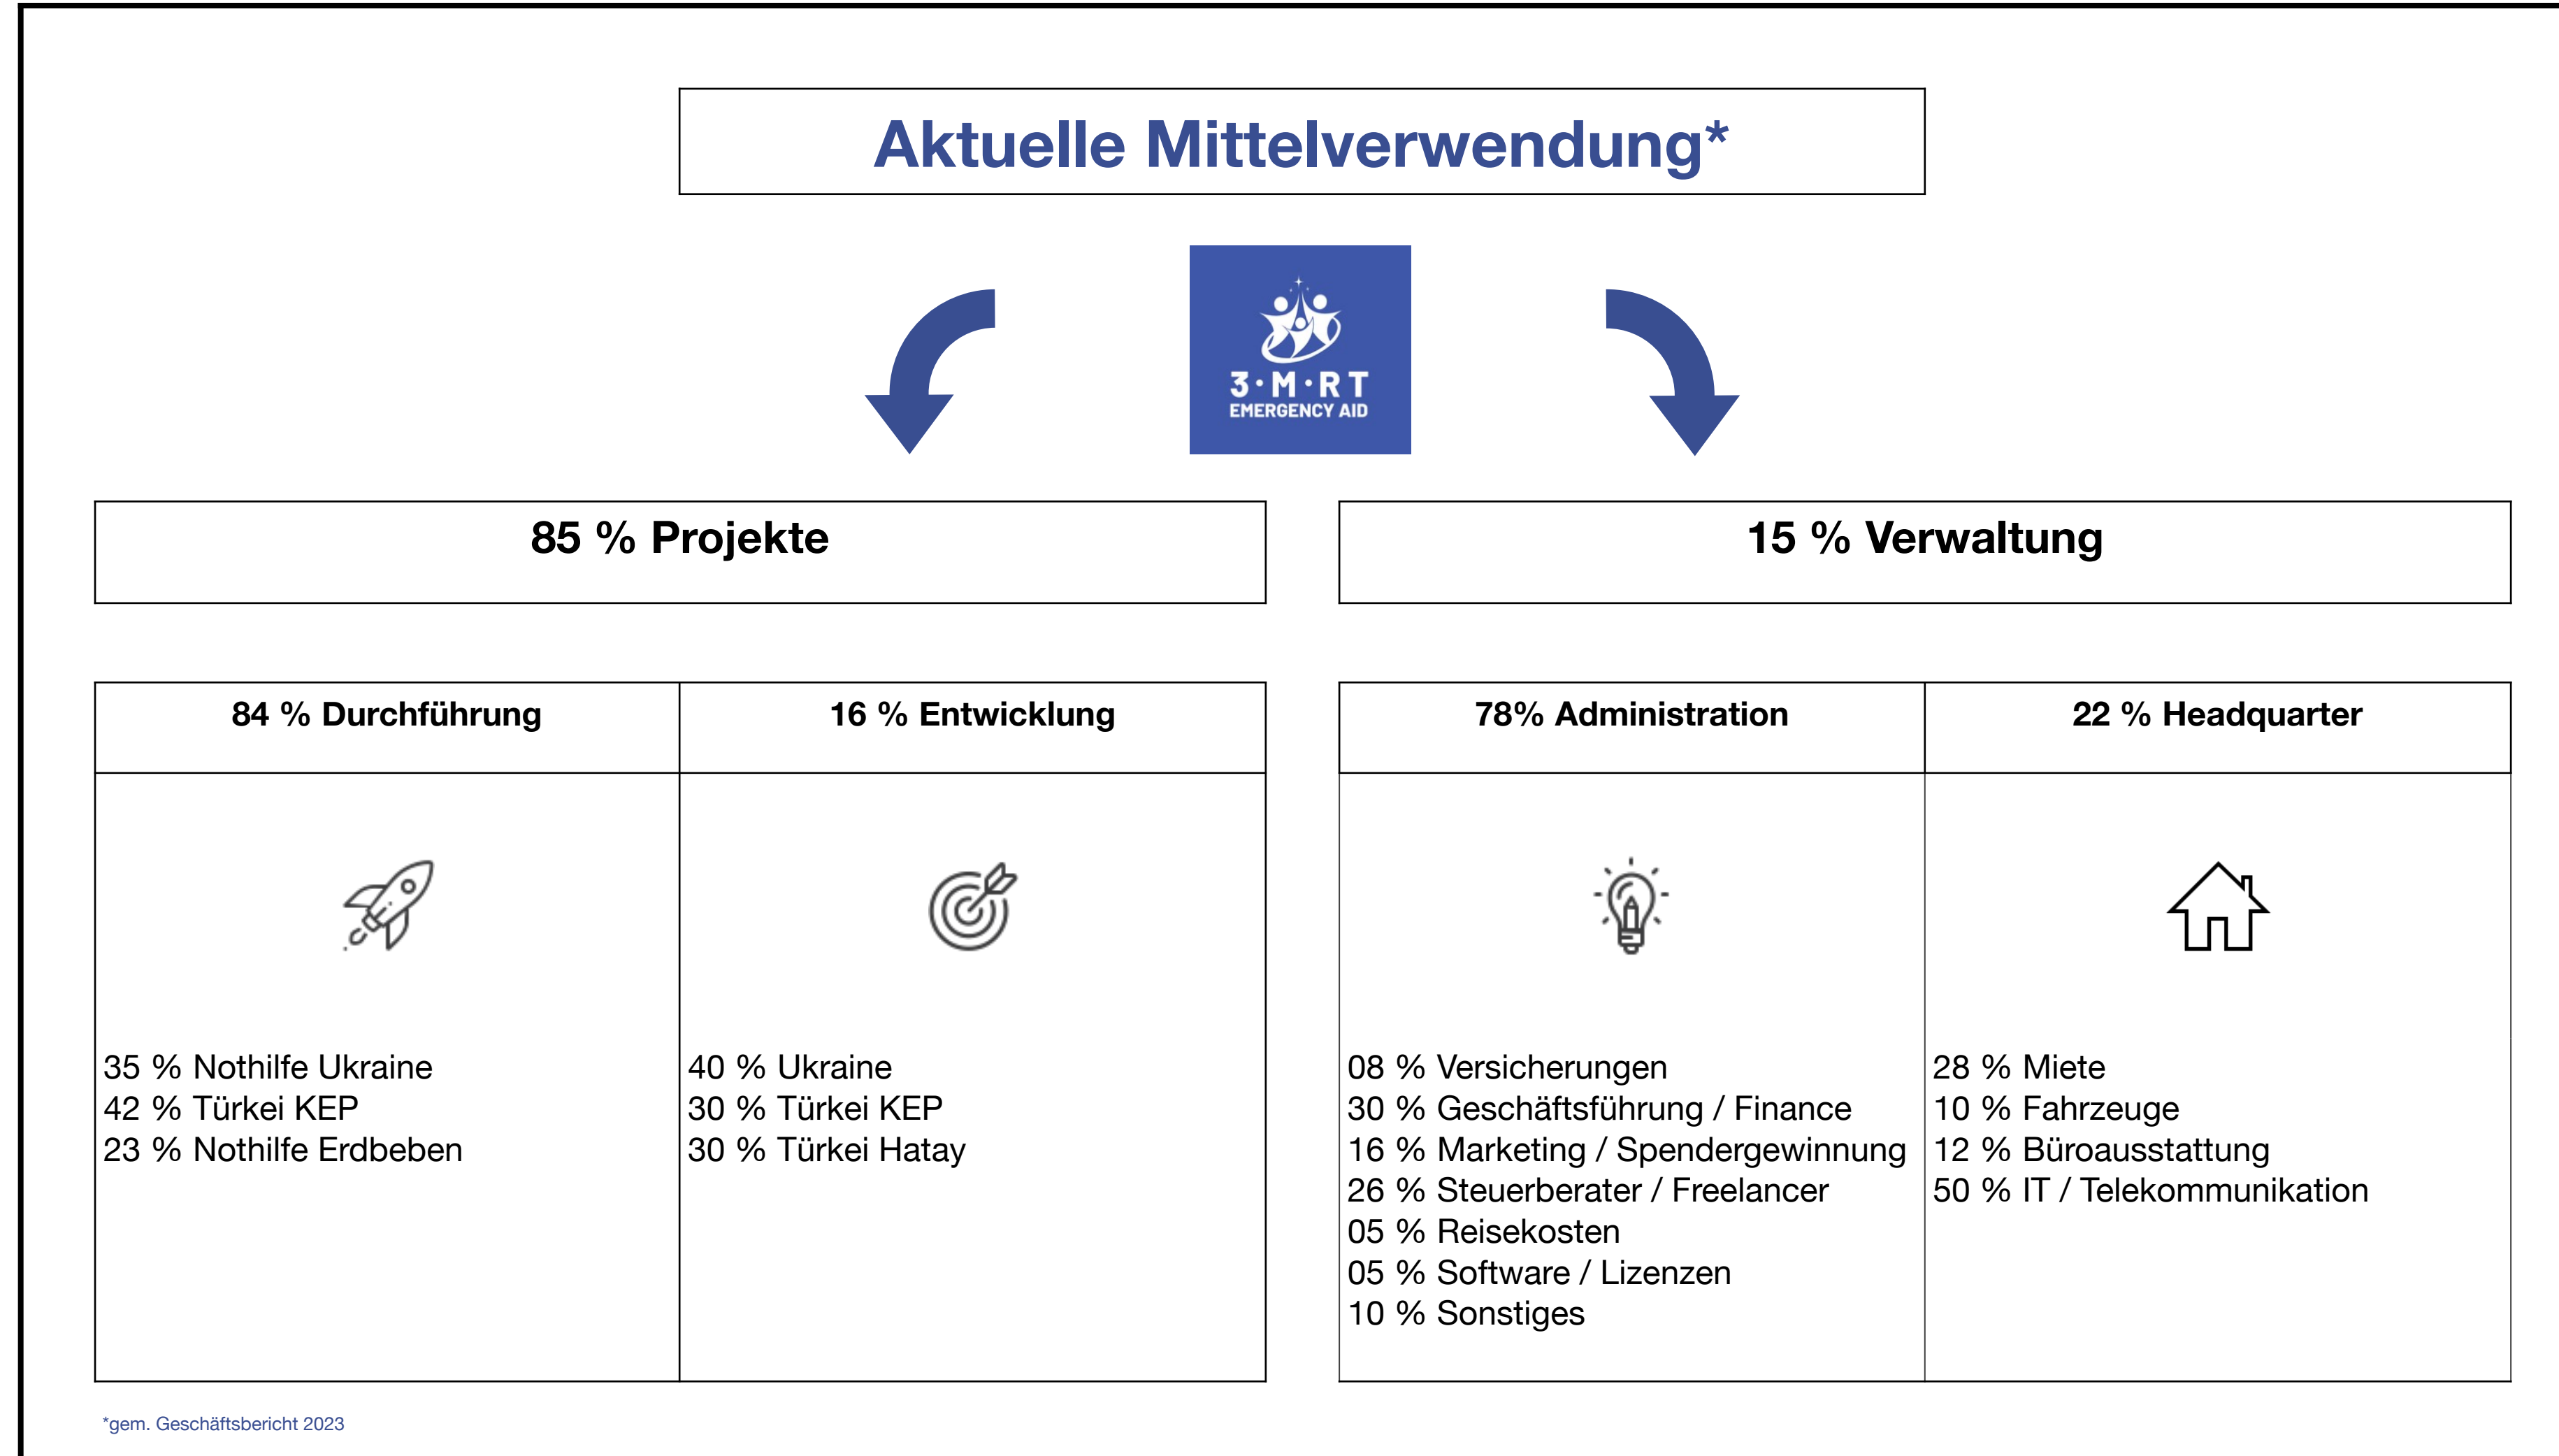 Aktuelle Mittelverwendung*
3·M·RT
EMERGENCY AID
85 % Projekte
15 % Verwaltung
84 % Durchführung
16 % Entwicklung
78% Administration
22 % Headquarter
35 % Nothilfe Ukraine
42 % Türkei KEP
23 % Nothilfe Erdbeben
40 % Ukraine
30 % Türkei KEP
30 % Türkei Hatay
08 % Versicherungen
30 % Geschäftsführung / Finance
16 % Marketing / Spendergewinnung
26 % Steuerberater / Freelancer
05 % Reisekosten
05 % Software / Lizenzen
10 % Sonstiges
28 % Miete
10 % Fahrzeuge
12 % Büroausstattung
50 % IT / Telekommunikation
*gem. Geschäftsbericht 2023